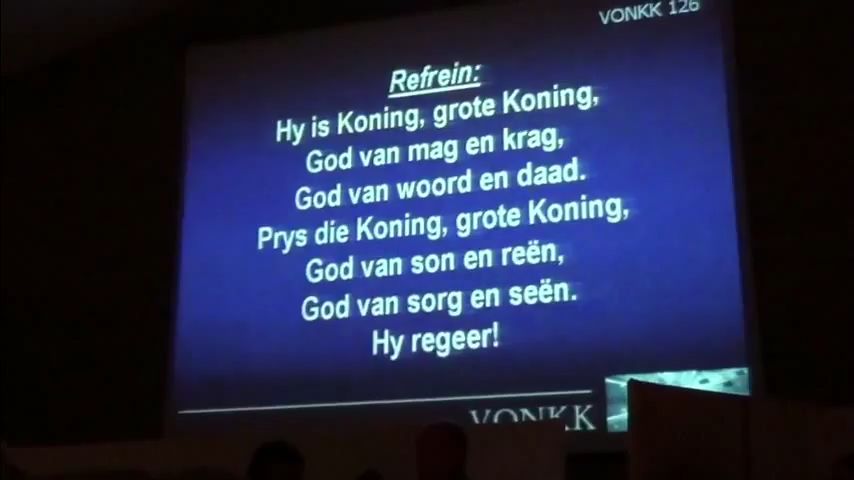 VONKK 126
Refrein:
Hy is Koning, grote Koning,
God van mag en krag,
God van woord en daad.
Prys die Koning, grote Koning,
God van son en reën,
God van sorg en seën.
Hy regeer!
VONKK